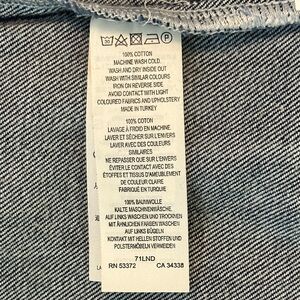 100% COTTON
MACHINE WASH COLD.
WASH AND DRY INSIDE OUT
WASH WITH SIMILAR COLOURS
IRON ON REVERSE SIDE
AVOID CONTACT WITH LIGHT
COLOURED FABRICS AND UPHOLSTERY
MADE IN TURKEY
100% COTON
LAVAGE À FROID EN MACHINE.
LAVER ET SÉCHER SUR L'ENVERS
LAVER AVEC DES COULEURS
SIMILAIRES
NE REPASSER QUE SUR L'ENVERS
ÉVITER LE CONTACT AVEC DES
ÉTOFFES ET TISSUS D'AMEUBLEMENT
DE COULEUR CLAIRE
FABRIQUÉ EN TURQUIE
100% BAUMWOLLE
KALTE MASCHINENWÄSCHE.
AUF LINKS WASCHEN UND TROCKNEN
MIT ÄHNLICHEN FARBEN WASCHEN
AUF LINKS BÜGELN
KONTAKT MIT HELLEN STOFFEN UND
POLSTERMÖBELN VERMEIDEN
71LND
RN 53372 CA 34338